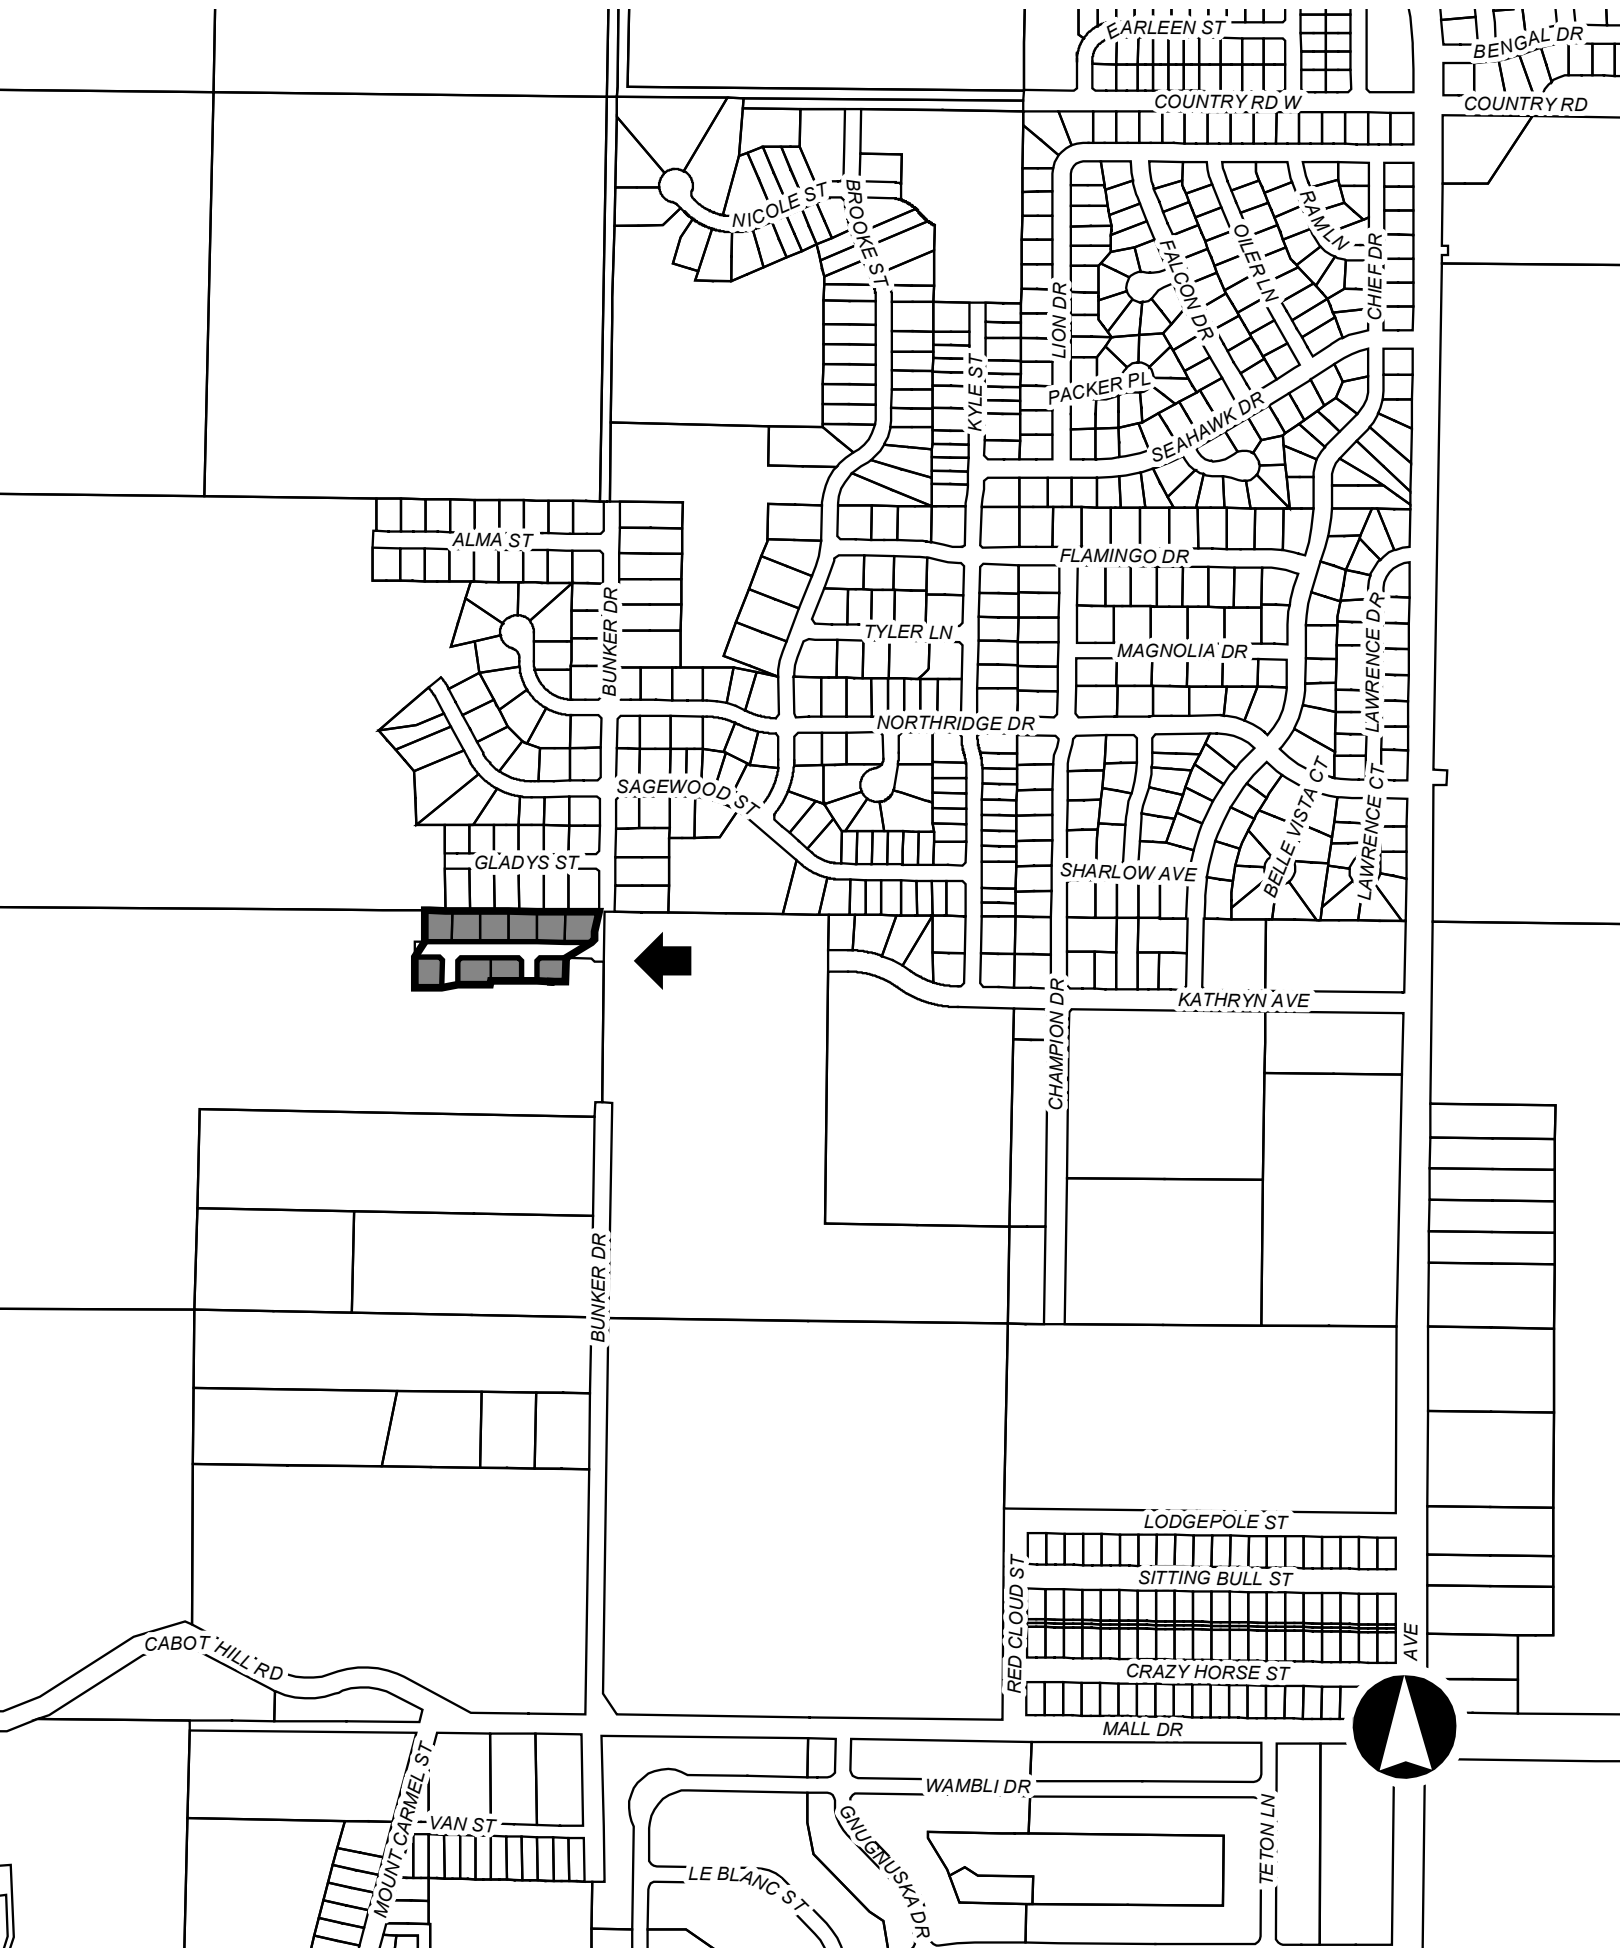 EARLEEN ST
BENGAL DR
COUNTRY RD W
COUNTRY RD
NICOLE ST
BROOKE ST
RAM LN
OILER LN
FALCON DR
CHIEF DR
LION DR
KYLE ST
PACKER PL
SEAHAWK DR
ALMA ST
FLAMINGO DR
BUNKER DR
TYLER LN
MAGNOLIA DR
LAWRENCE DR
NORTHRIDGE DR
SAGEWOOD ST
BELLE VISTA CT
LAWRENCE CT
GLADYS ST
SHARLOW AVE
KATHRYN AVE
CHAMPION DR
BUNKER DR
LODGEPOLE ST
SITTING BULL ST
RED CLOUD ST
AVE
CABOT HILL RD
CRAZY HORSE ST
MALL DR
MOUNT CARMEL ST
WAMBLI DR
VAN ST
GNUGNUSKA DR
TETON LN
LE BLANC ST